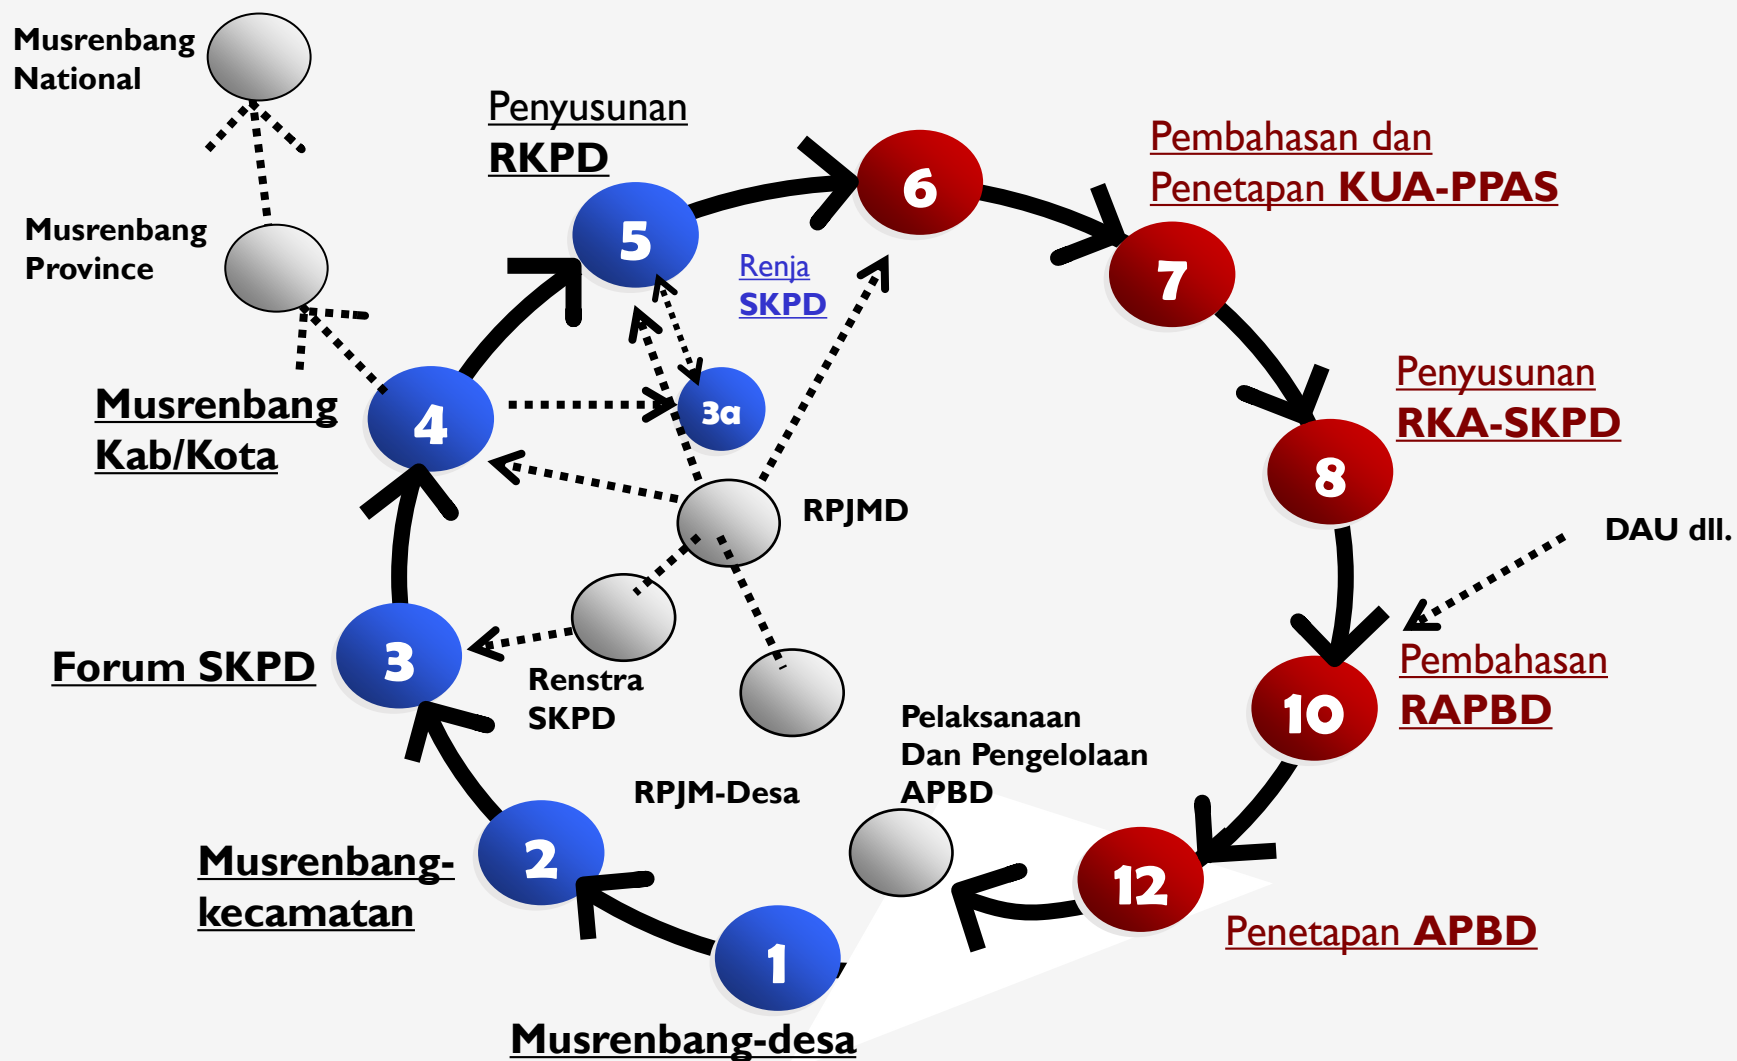 Musrenbang
National
Penyusunan
RKPD
6
Pembahasan dan
Penetapan KUA-PPAS
Musrenbang
Province
5
Renja
SKPD
7
Musrenbang
Kab/Kota
4
3a
Penyusunan
RKA-SKPD
8
RPJMD
DAU dll.
Forum SKPD
3
Renstra
SKPD
Pembahasan
RAPBD
10
Pelaksanaan
Dan Pengelolaan
APBD
RPJM-Desa
Musrenbang-
kecamatan
2
12
Penetapan APBD
1
Musrenbang-desa